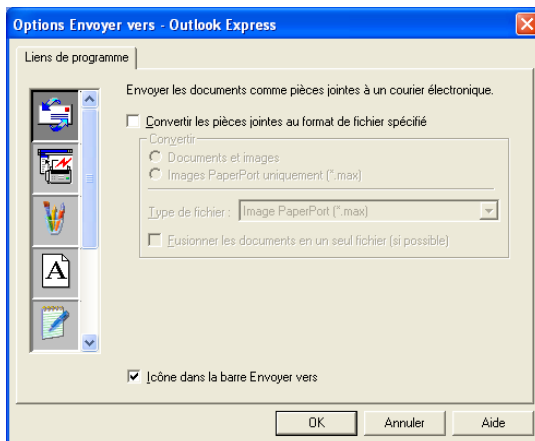 Options Envoyer vers - Outlook Express
Liens de programme
Envoyer les documents comme pièces jointes à un courier électronique.
Convertir les pièces jointes au format de fichier spécifié
Convertir
Documents et images
Images PaperPort uniquement (*.max)
Type de fichier : Image PaperPort (*.max)
Fusionner les documents en un seul fichier (si possible)
A
Icône dans la barre Envoyer vers
OK Annuler Aide